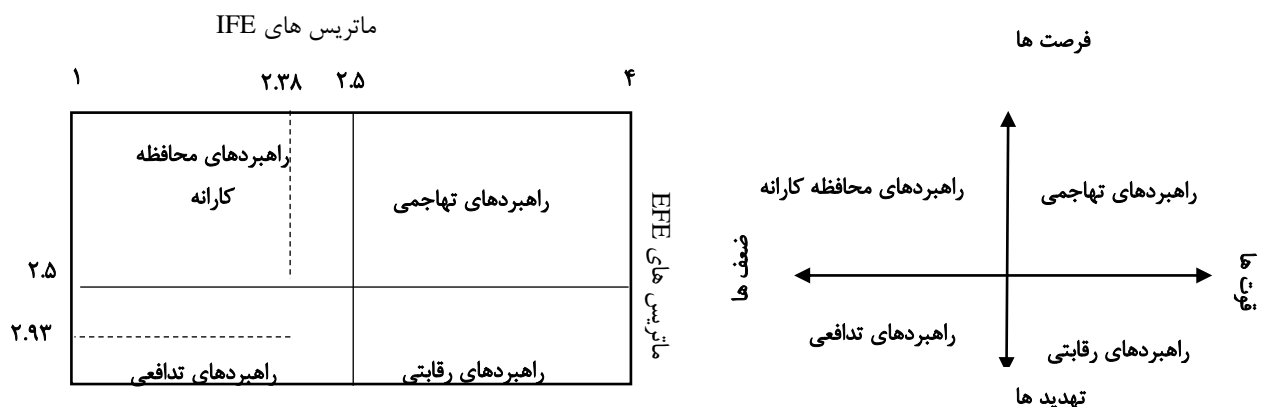 ماتریس های IFE
۱
۲.۳۸
۲.۵
۴
راهبردهای محافظه
کارانه
راهبردهای تهاجمی
۲.۵
۲.۹۳
راهبردهای تدافعی
راهبردهای رقابتی
ماتریس های EFE
فرصت ها
راهبردهای محافظه کارانه
راهبردهای تهاجمی
ضعف ها
قوت ها
راهبردهای تدافعی
راهبردهای رقابتی
تهدید ها